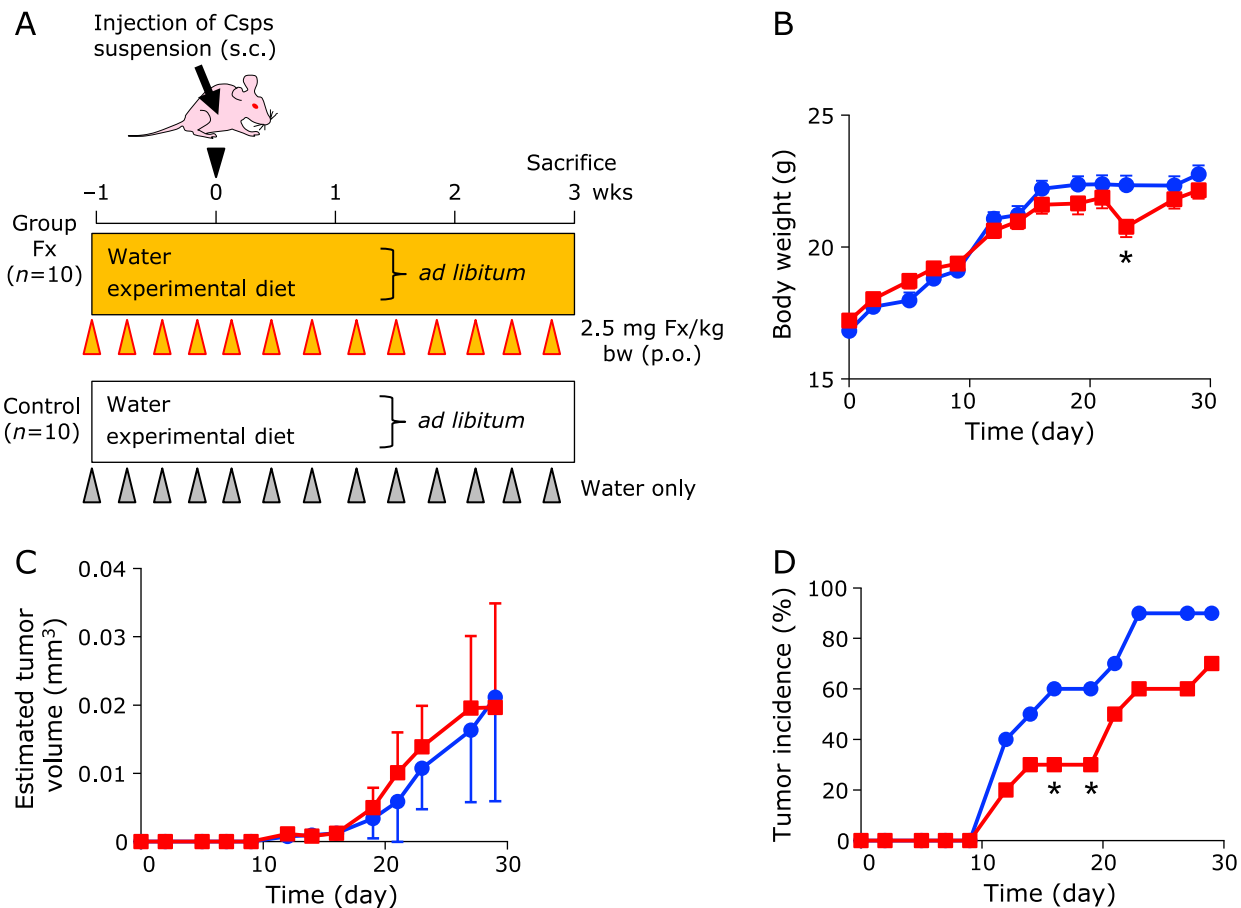 A
Injection of Csps
suspension (s.c.)
Sacrifice
−1 0 1 2 3 wks
Group
Fx
(n=10)
Water
experimental diet
ad libitum
2.5 mg Fx/kg
bw (p.o.)
Control
(n=10)
Water
experimental diet
ad libitum
Water only
B
Body weight (g)
25
20
15
0 10 20 30
Time (day)
*
C
Estimated tumor
volume (mm³)
0.04
0.03
0.02
0.01
0
0 10 20 30
Time (day)
D
Tumor incidence (%)
100
80
60
40
20
0
0 10 20 30
Time (day)
* *